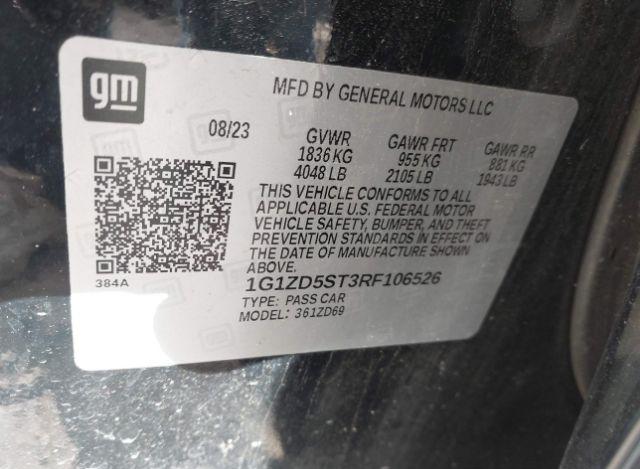 gm
MFD BY GENERAL MOTORS LLC
08/23 GVWR GAWR FRT GAWR RR
1836 KG 955 KG 881 KG
4048 LB 2105 LB 1943 LB
THIS VEHICLE CONFORMS TO ALL
APPLICABLE U.S. FEDERAL MOTOR
VEHICLE SAFETY, BUMPER, AND THEFT
PREVENTION STANDARDS IN EFFECT ON
THE DATE OF MANUFACTURE SHOWN
ABOVE.
384A
1G1ZD5ST3RF106526
TYPE: PASS CAR
MODEL: 361ZD69